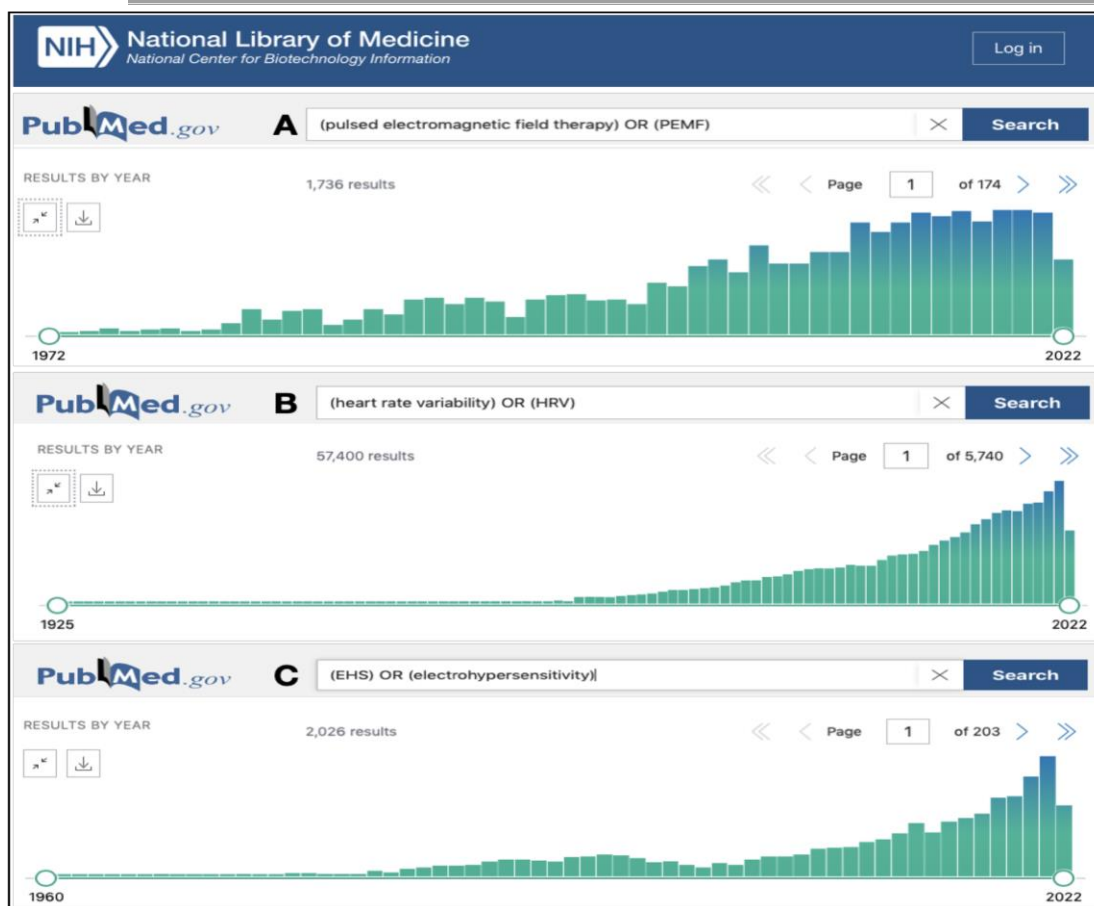 NIH National Library of Medicine
National Center for Biotechnology Information
Log in
PubMed.gov A (pulsed electromagnetic field therapy) OR (PEMF) × Search
RESULTS BY YEAR 1,736 results Page 1 of 174
1972 2022
PubMed.gov B (heart rate variability) OR (HRV) × Search
RESULTS BY YEAR 57,400 results Page 1 of 5,740
1925 2022
PubMed.gov C (EHS) OR (electrohypersensitivity) × Search
RESULTS BY YEAR 2,026 results Page 1 of 203
1960 2022